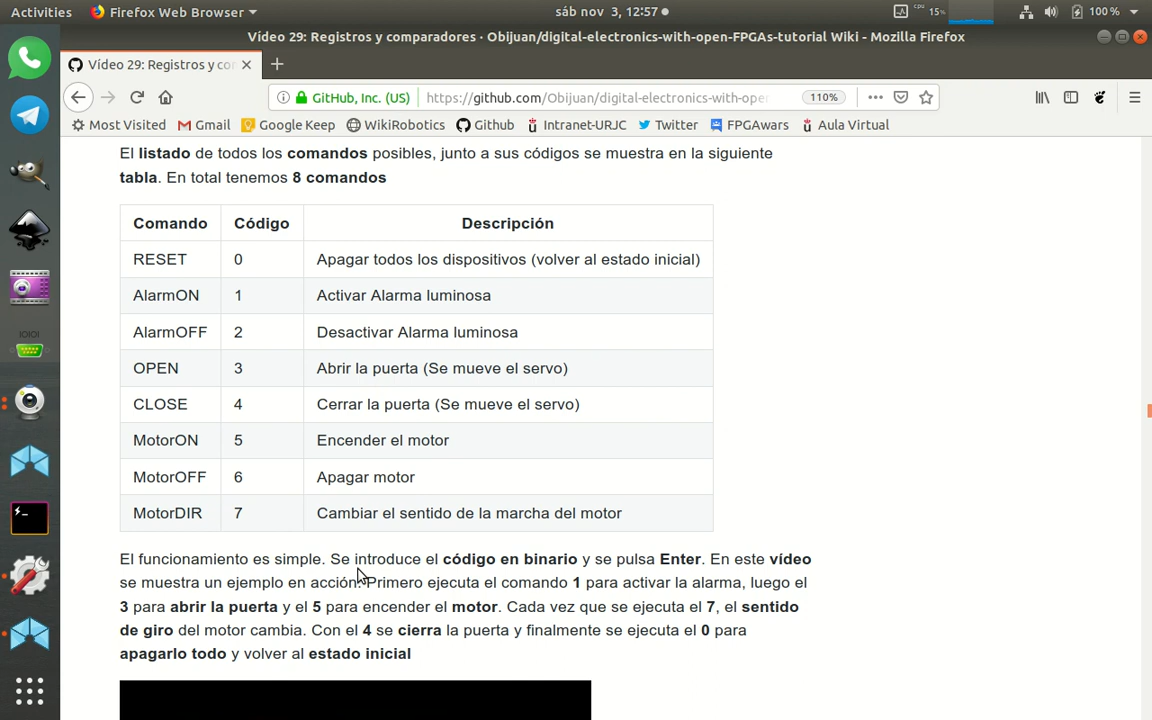 Activities Firefox Web Browser sáb nov 3, 12:57 cpu 15% 100 %
Vídeo 29: Registros y comparadores · Obijuan/digital-electronics-with-open-FPGAs-tutorial Wiki - Mozilla Firefox
Vídeo 29: Registros y co
GitHub, Inc. (US) https://github.com/Obijuan/digital-electronics-with-ope 110%
Most Visited Gmail Google Keep WikiRobotics Github Intranet-URJC Twitter FPGAwars Aula Virtual
El listado de todos los comandos posibles, junto a sus códigos se muestra en la siguiente
tabla. En total tenemos 8 comandos
Comando Código Descripción
RESET 0 Apagar todos los dispositivos (volver al estado inicial)
AlarmON 1 Activar Alarma luminosa
AlarmOFF 2 Desactivar Alarma luminosa
OPEN 3 Abrir la puerta (Se mueve el servo)
CLOSE 4 Cerrar la puerta (Se mueve el servo)
MotorON 5 Encender el motor
MotorOFF 6 Apagar motor
MotorDIR 7 Cambiar el sentido de la marcha del motor
El funcionamiento es simple. Se introduce el código en binario y se pulsa Enter. En este vídeo
se muestra un ejemplo en acción. Primero ejecuta el comando 1 para activar la alarma, luego el
3 para abrir la puerta y el 5 para encender el motor. Cada vez que se ejecuta el 7, el sentido
de giro del motor cambia. Con el 4 se cierra la puerta y finalmente se ejecuta el 0 para
apagarlo todo y volver al estado inicial